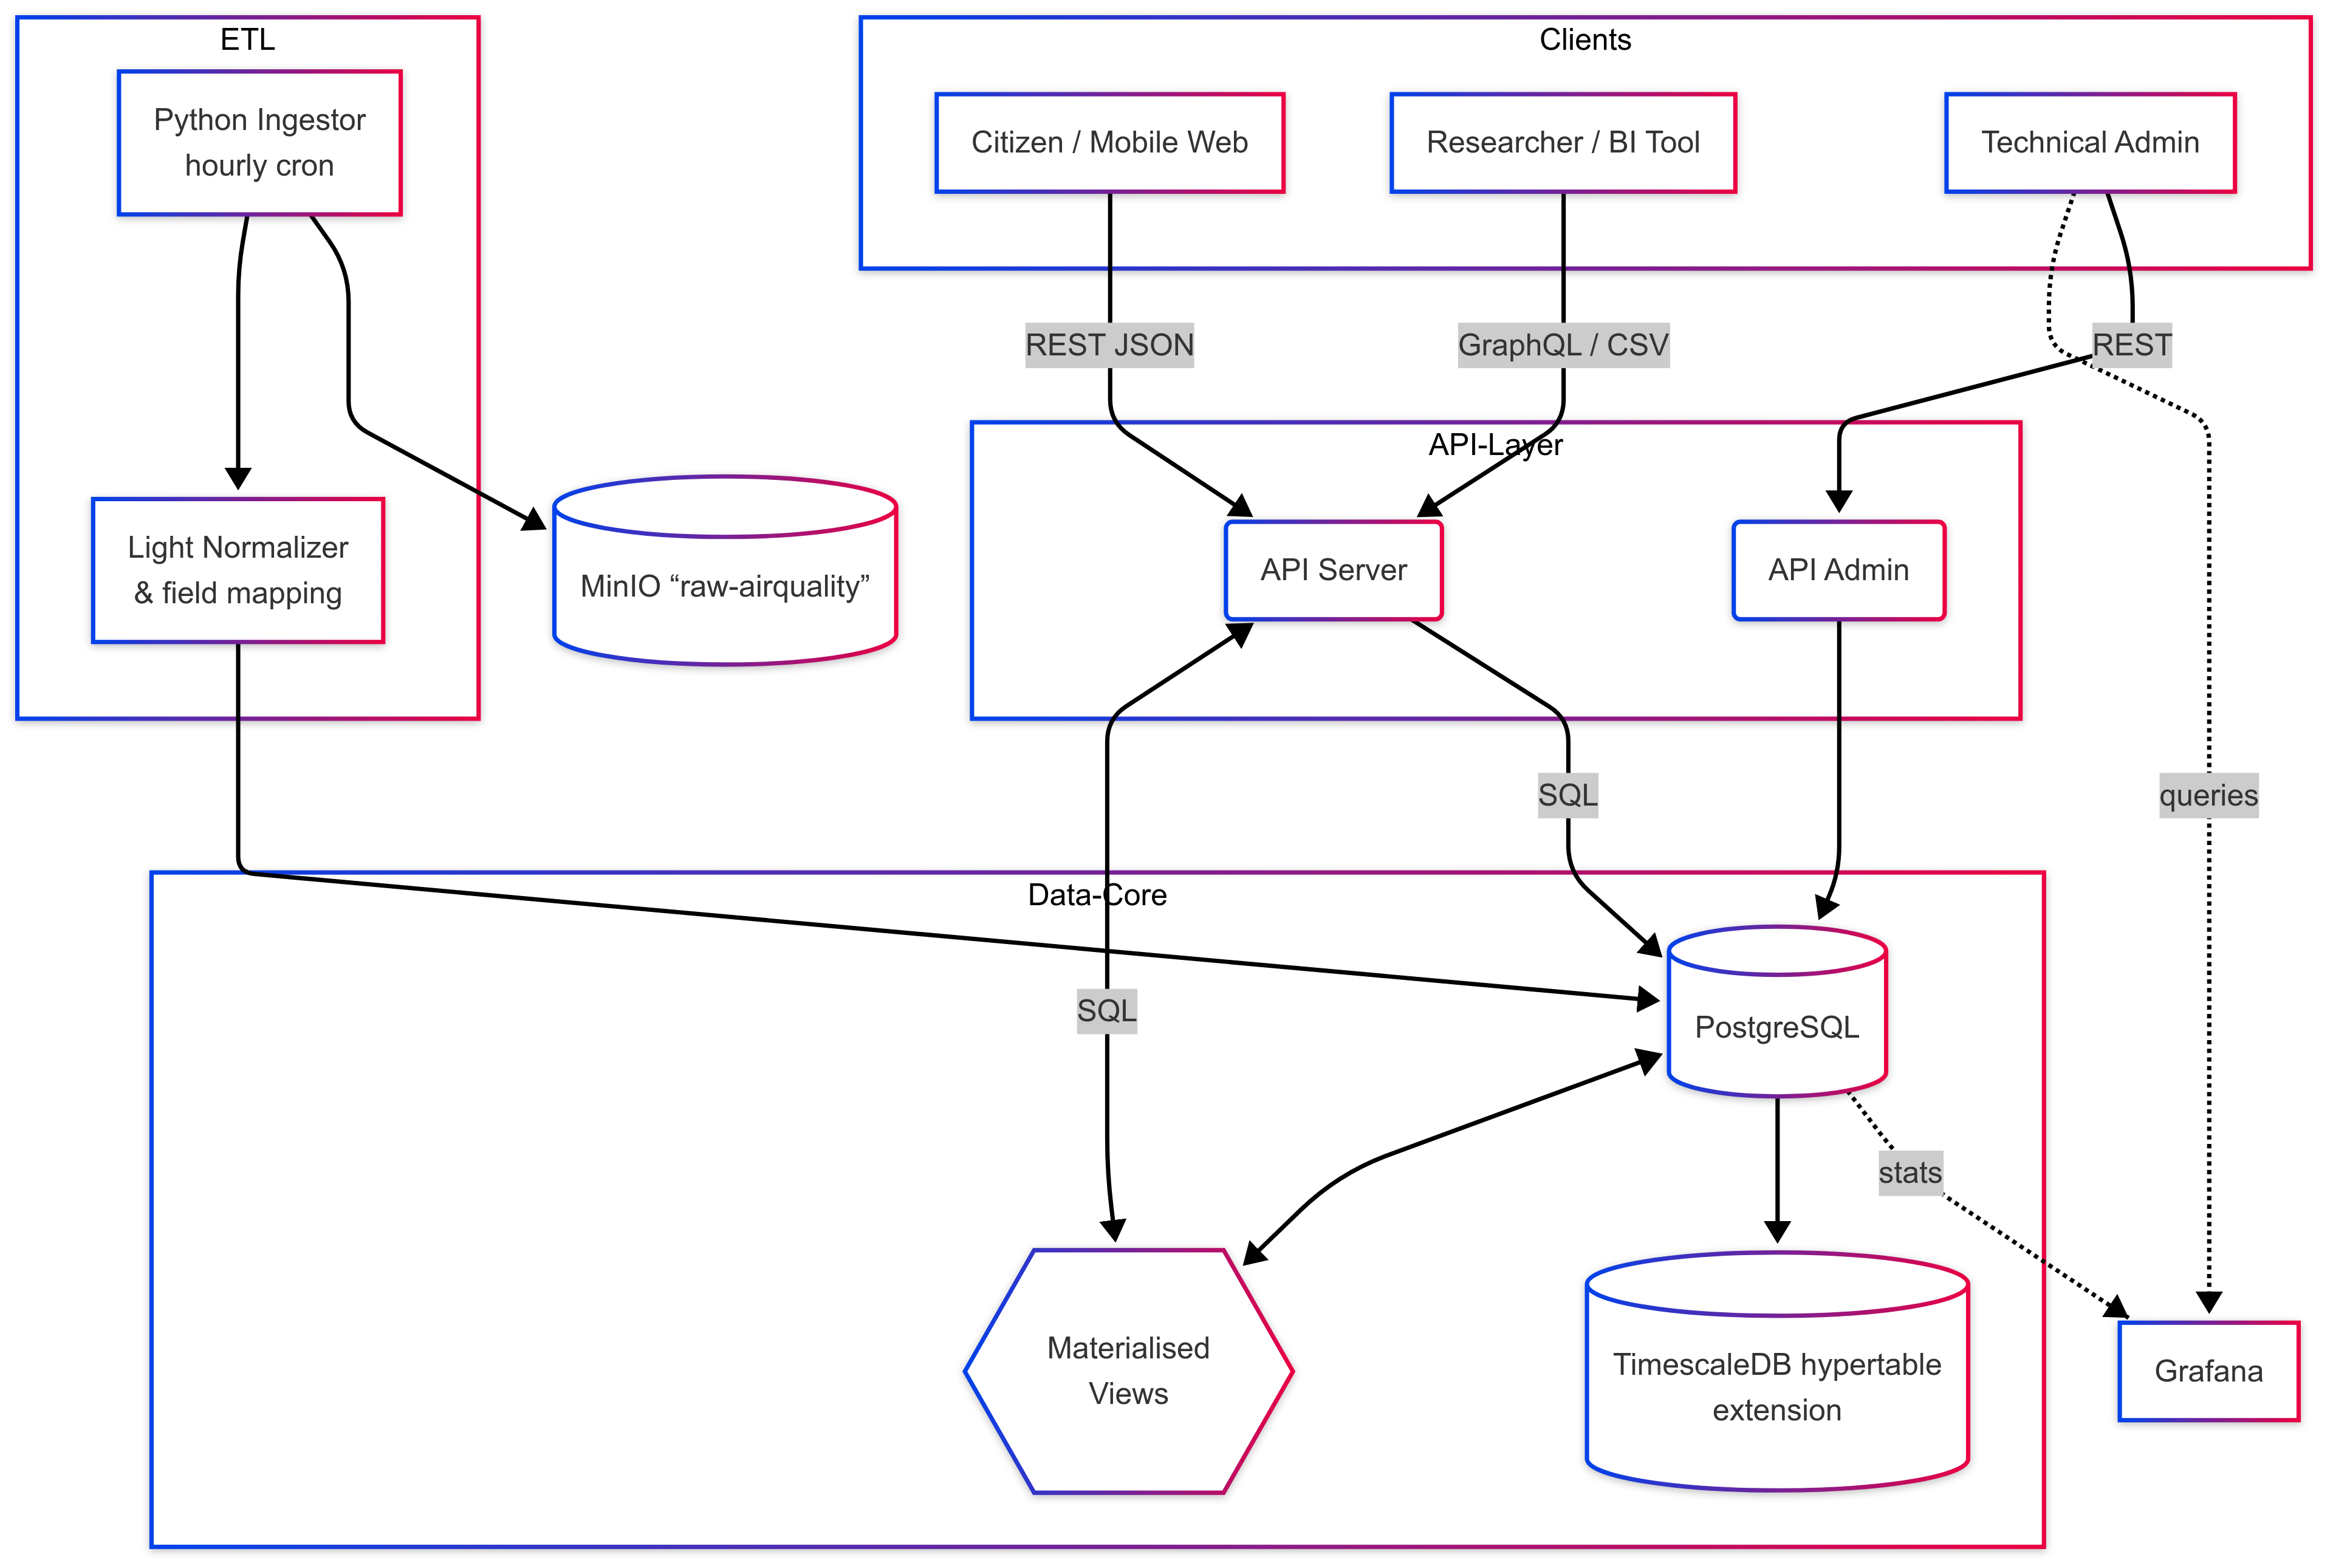 ETL
Python Ingestor
hourly cron
Clients
Citizen / Mobile Web
Researcher / BI Tool
Technical Admin
REST JSON
GraphQL / CSV
REST
API-Layer
Light Normalizer
& field mapping
MinIO “raw-airquality”
API Server
API Admin
SQL
queries
Data-Core
SQL
PostgreSQL
stats
Materialised
Views
TimescaleDB hypertable
extension
Grafana